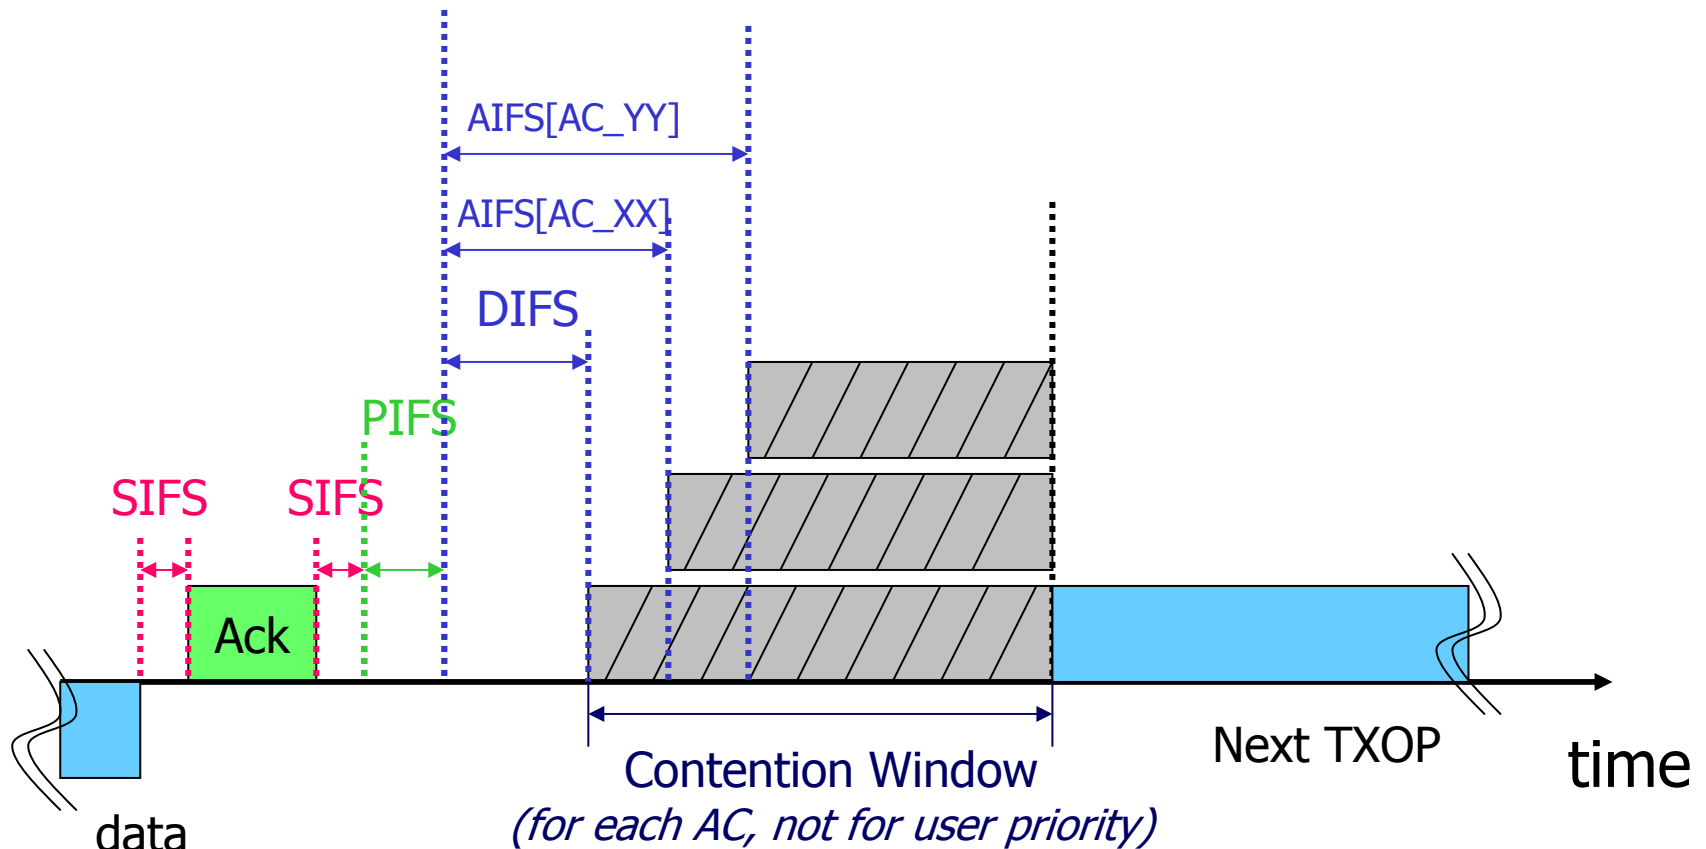 AIFS[AC_YY]
AIFS[AC_XX]
DIFS
PIFS
SIFS
SIFS
Ack
Next TXOP
time
Contention Window
(for each AC, not for user priority)
data